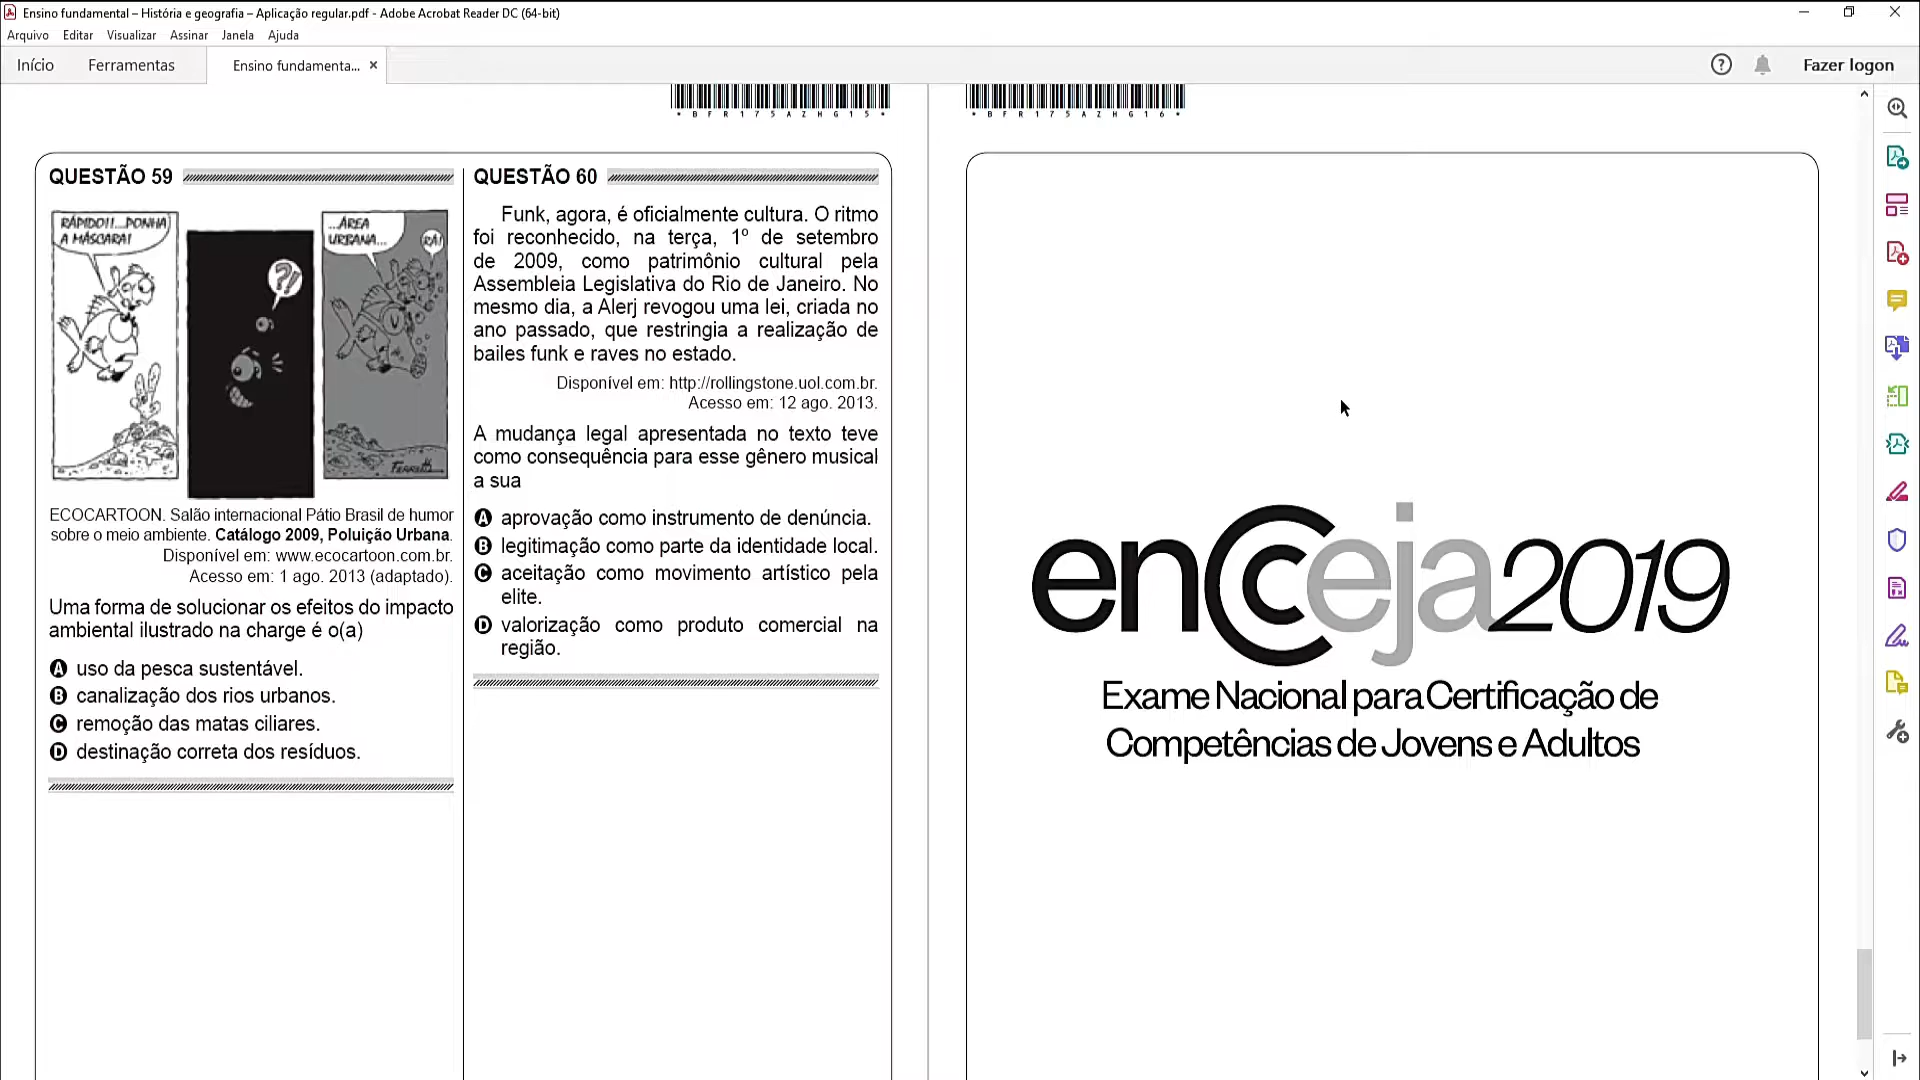 Ensino fundamental – História e geografia – Aplicação regular.pdf - Adobe Acrobat Reader DC (64-bit)
Arquivo Editar Visualizar Assinar Janela Ajuda
Início Ferramentas Ensino fundamenta... × Fazer logon
*BFR175AZHG15*
QUESTÃO 59
RÁPIDO!!...PONHA
A MÁSCARA!
?!
...ÁREA
URBANA...
RÁ!
FERRETH
ECOCARTOON. Salão internacional Pátio Brasil de humor
sobre o meio ambiente. Catálogo 2009, Poluição Urbana.
Disponível em: www.ecocartoon.com.br.
Acesso em: 1 ago. 2013 (adaptado).
Uma forma de solucionar os efeitos do impacto
ambiental ilustrado na charge é o(a)
A uso da pesca sustentável.
B canalização dos rios urbanos.
C remoção das matas ciliares.
D destinação correta dos resíduos.
QUESTÃO 60
Funk, agora, é oficialmente cultura. O ritmo
foi reconhecido, na terça, 1º de setembro
de 2009, como patrimônio cultural pela
Assembleia Legislativa do Rio de Janeiro. No
mesmo dia, a Alerj revogou uma lei, criada no
ano passado, que restringia a realização de
bailes funk e raves no estado.
Disponível em: http://rollingstone.uol.com.br.
Acesso em: 12 ago. 2013.
A mudança legal apresentada no texto teve
como consequência para esse gênero musical
a sua
A aprovação como instrumento de denúncia.
B legitimação como parte da identidade local.
C aceitação como movimento artístico pela
elite.
D valorização como produto comercial na
região.
*BFR175AZHG16*
encceja2019
Exame Nacional para Certificação de
Competências de Jovens e Adultos